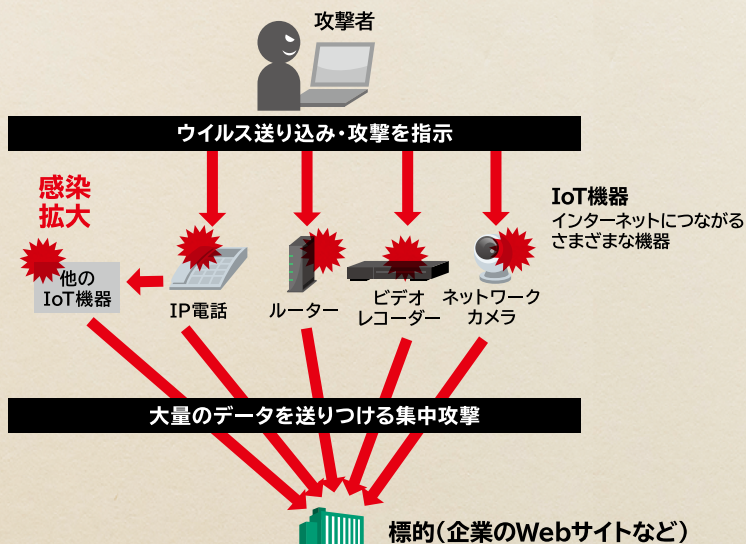 攻撃者
ウイルス送り込み・攻撃を指示
感染
拡大
IoT機器
インターネットにつながる
さまざまな機器
他の
IoT機器
IP電話
ルーター
ビデオ
レコーダー
ネットワーク
カメラ
大量のデータを送りつける集中攻撃
標的(企業のWebサイトなど)